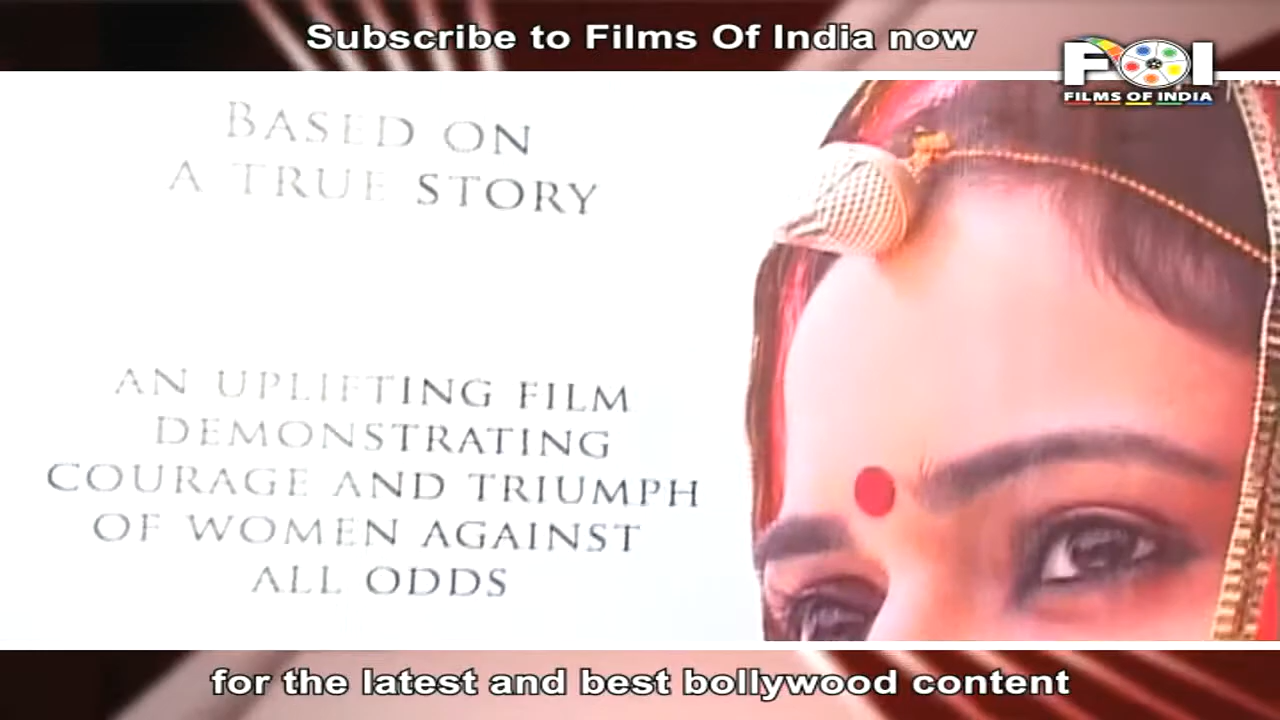 Subscribe to Films Of India now
FOI
FILMS OF INDIA
BASED ON
A TRUE STORY
AN UPLIFTING FILM
DEMONSTRATING
COURAGE AND TRIUMPH
OF WOMEN AGAINST
ALL ODDS
for the latest and best bollywood content